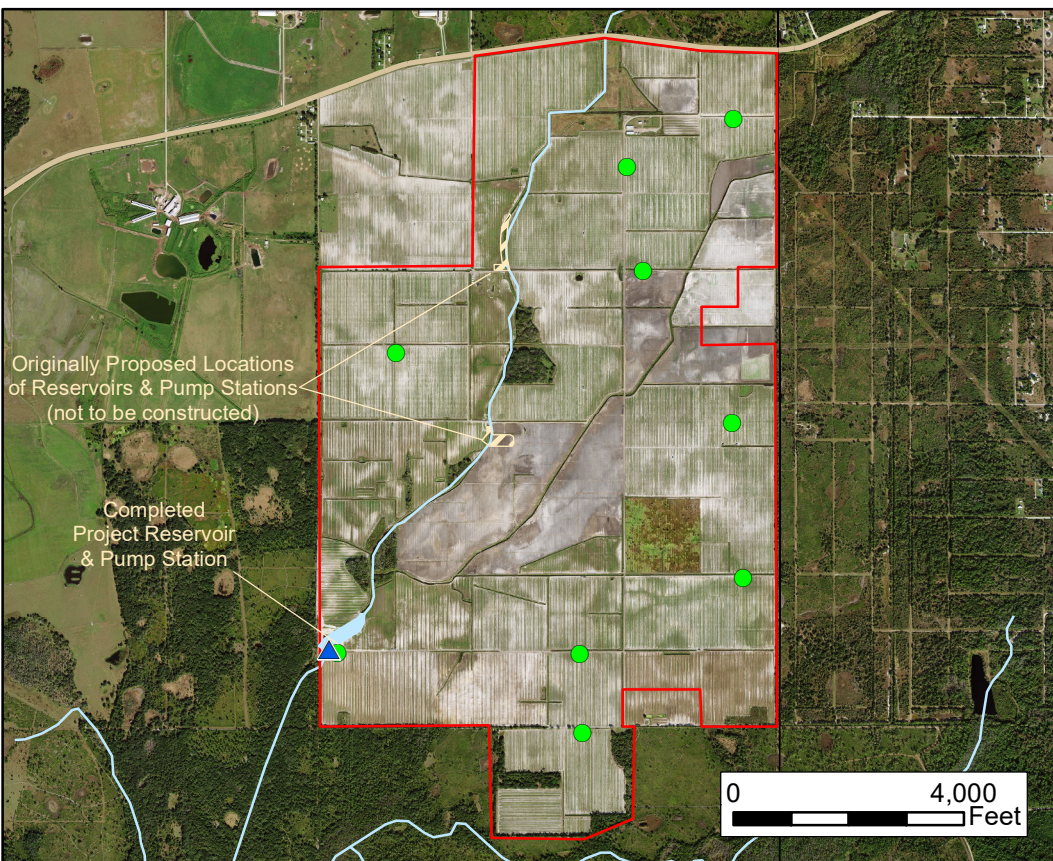 Originally Proposed Locations
of Reservoirs & Pump Stations
(not to be constructed)
Completed
Project Reservoir
& Pump Station
0 4,000
Feet